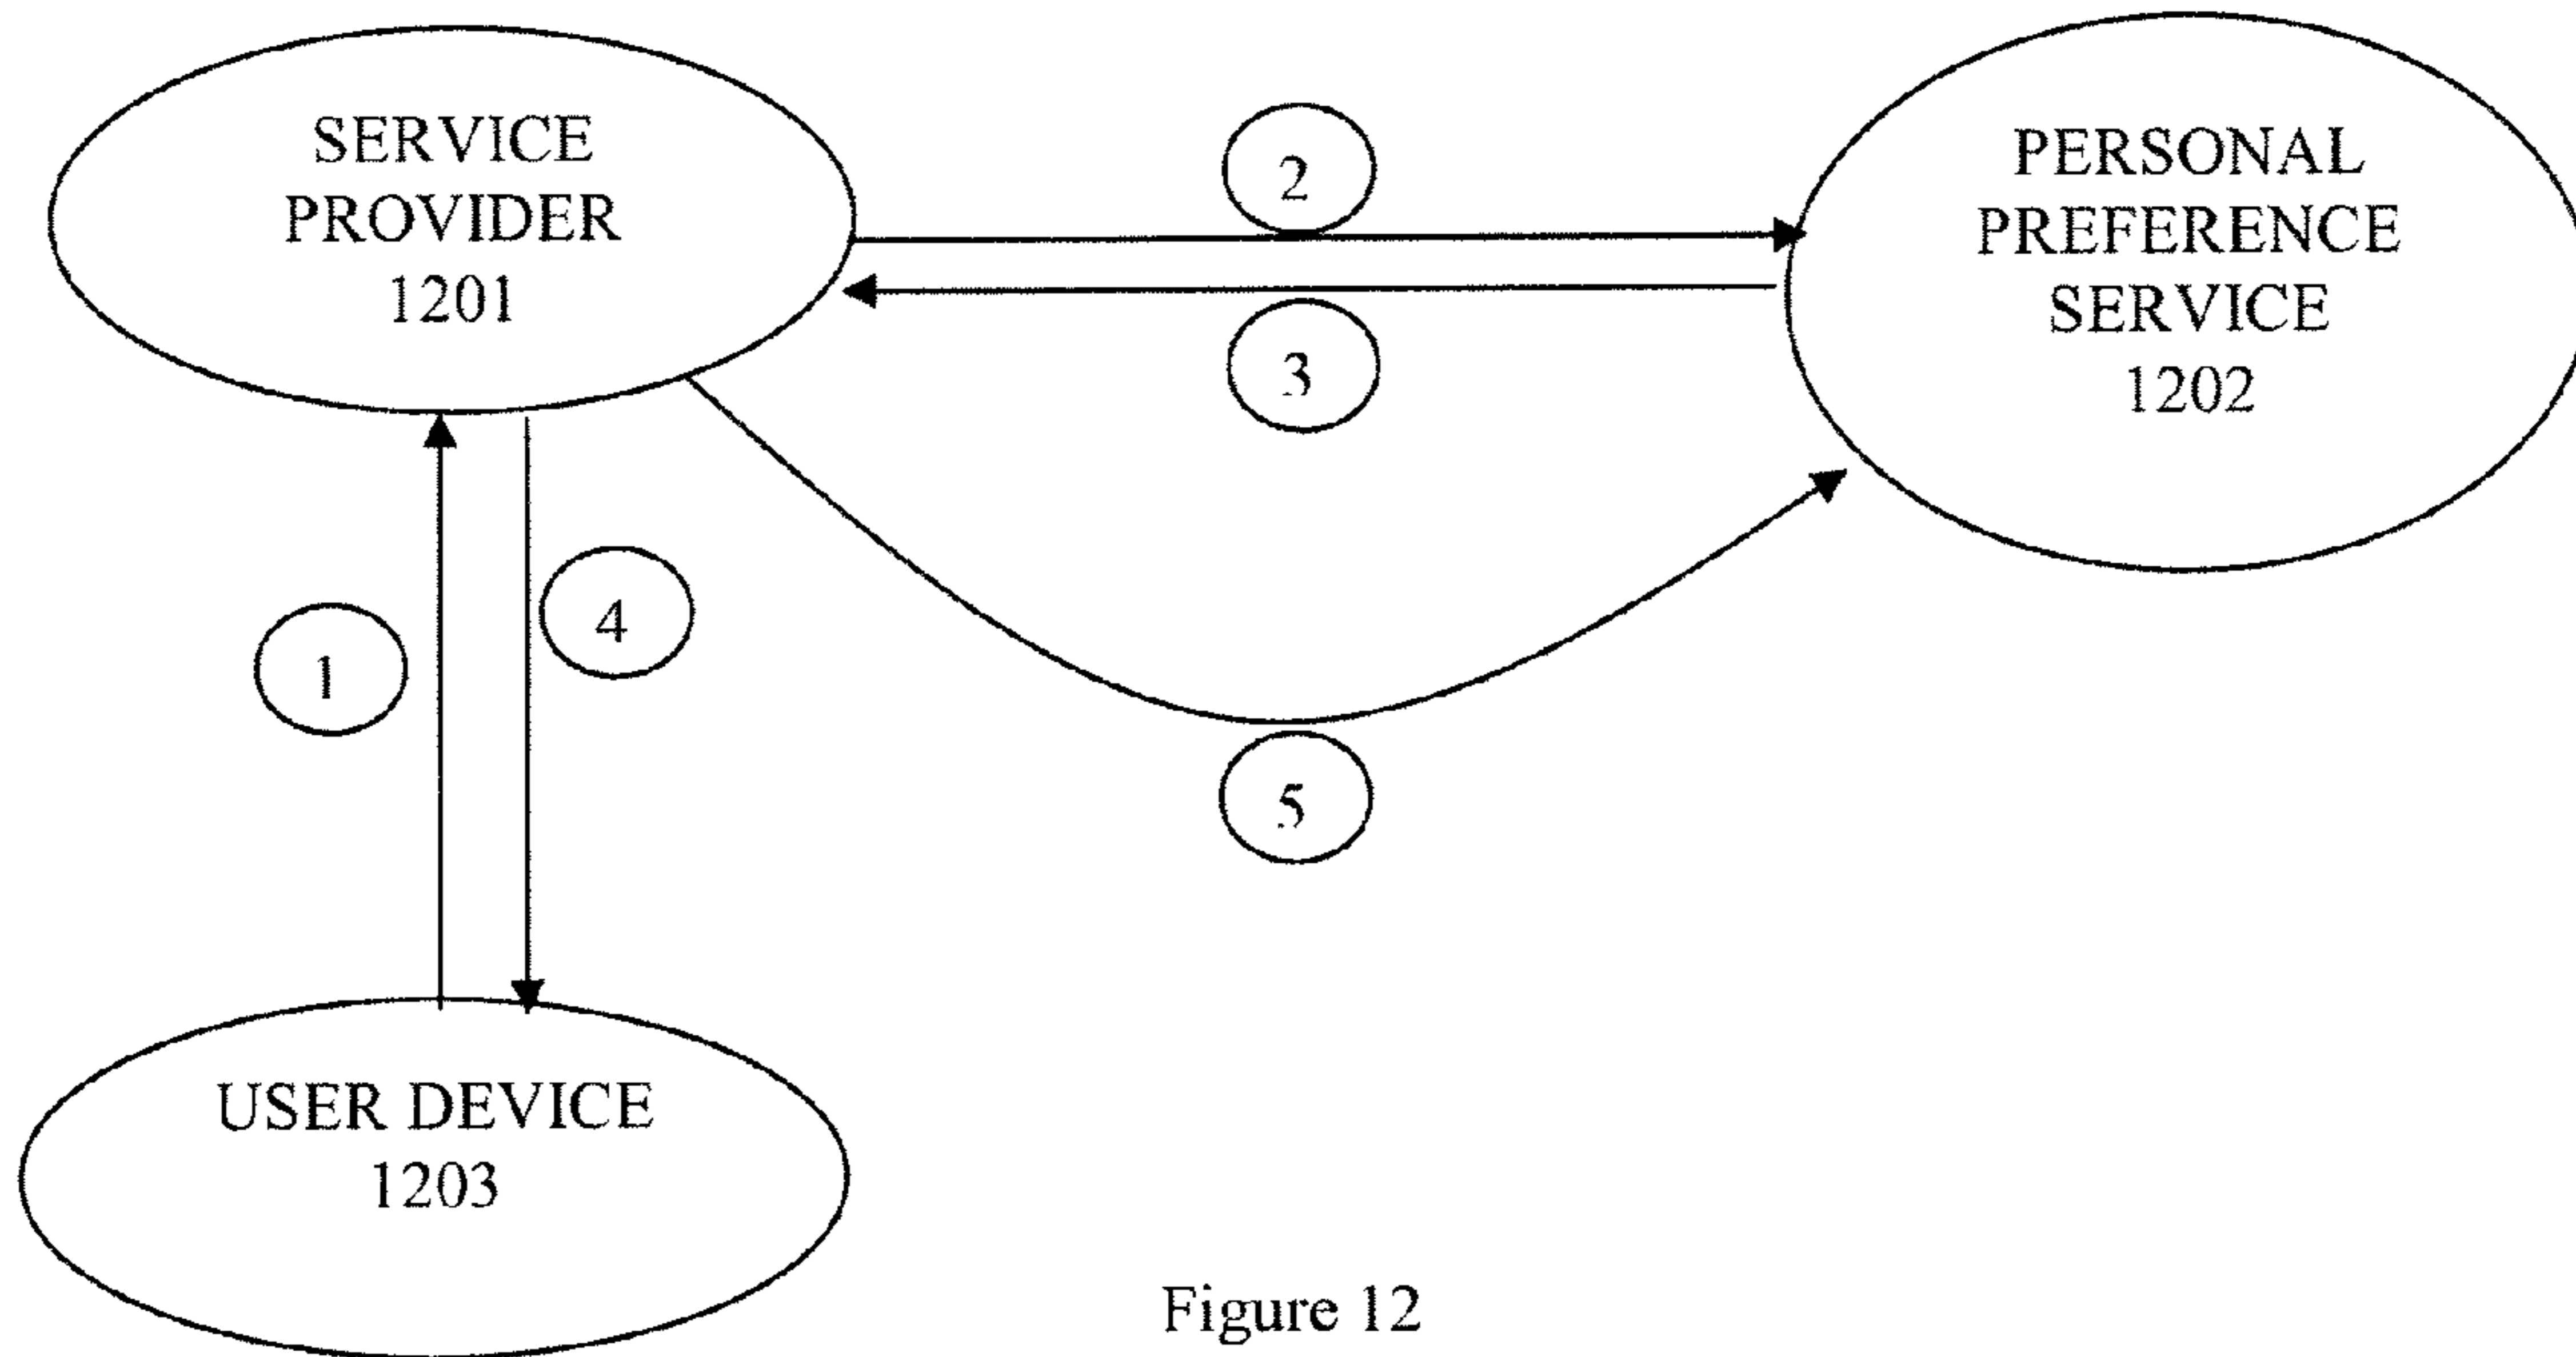 SERVICE
PROVIDER
1201
2
PERSONAL
PREFERENCE
SERVICE
1202
3
1
4
5
USER DEVICE
1203
Figure 12